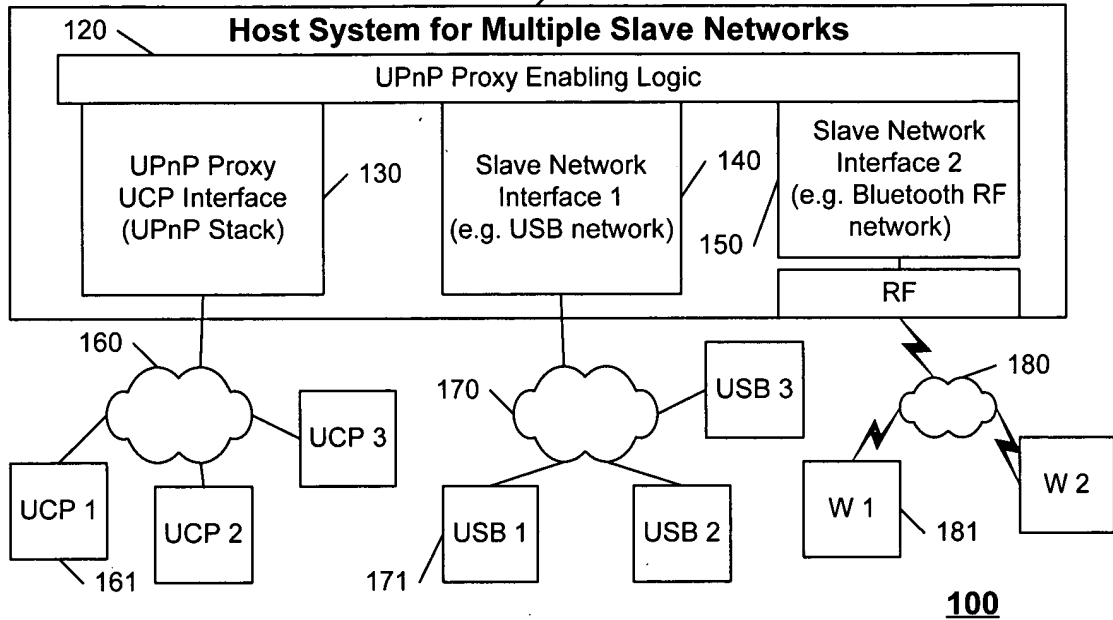 Host System for Multiple Slave Networks
120
UPnP Proxy Enabling Logic
UPnP Proxy
UCP Interface
(UPnP Stack)
130
Slave Network
Interface 1
(e.g. USB network)
140
150
Slave Network
Interface 2
(e.g. Bluetooth RF
network)
RF
160
170
180
UCP 1
UCP 2
UCP 3
161
USB 1
USB 2
USB 3
171
W 1
W 2
181
100